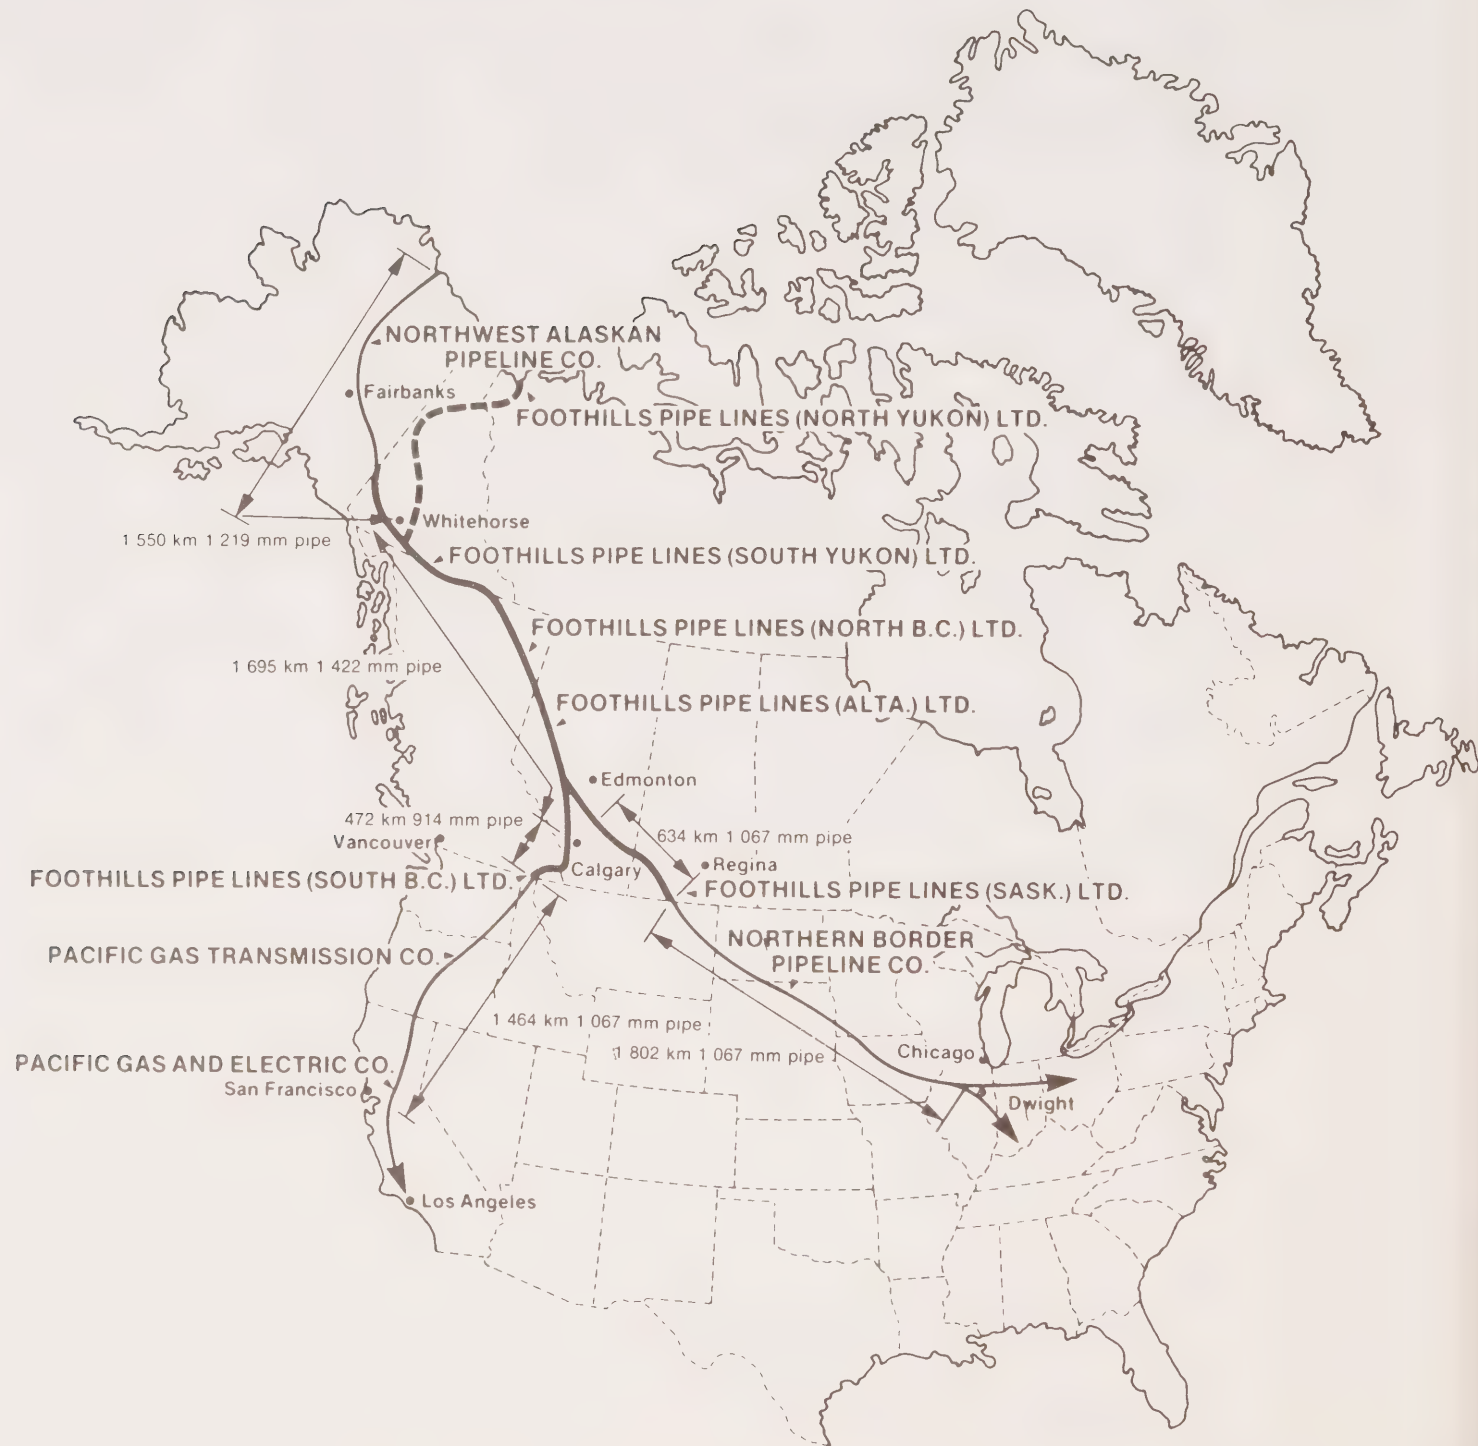 NORTHWEST ALASKAN
PIPELINE CO.
Fairbanks
FOOTHILLS PIPE LINES (NORTH YUKON) LTD.
Whitehorse
1 550 km 1 219 mm pipe
FOOTHILLS PIPE LINES (SOUTH YUKON) LTD.
FOOTHILLS PIPE LINES (NORTH B.C.) LTD.
1 695 km 1 422 mm pipe
FOOTHILLS PIPE LINES (ALTA.) LTD.
Edmonton
472 km 914 mm pipe
634 km 1 067 mm pipe
Vancouver
Calgary
Regina
FOOTHILLS PIPE LINES (SOUTH B.C.) LTD.
FOOTHILLS PIPE LINES (SASK.) LTD.
NORTHERN BORDER
PIPELINE CO.
PACIFIC GAS TRANSMISSION CO.
1 464 km 1 067 mm pipe
1 802 km 1 067 mm pipe
Chicago
PACIFIC GAS AND ELECTRIC CO.
San Francisco
Dwight
Los Angeles